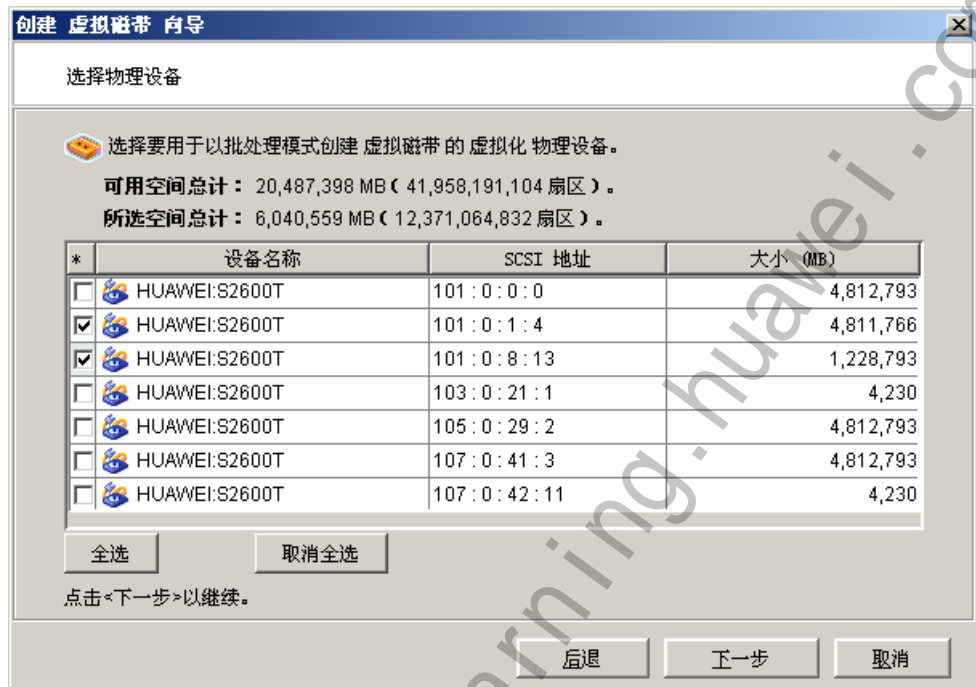 创建 虚拟磁带 向导
选择物理设备
选择要用于以批处理模式创建 虚拟磁带 的 虚拟化 物理设备。
可用空间总计： 20,487,398 MB（ 41,958,191,104 扇区）。
所选空间总计： 6,040,559 MB（ 12,371,064,832 扇区）。
* 设备名称 SCSI 地址 大小 (MB)
HUAWEI:S2600T 101 : 0 : 0 : 0 4,812,793
HUAWEI:S2600T 101 : 0 : 1 : 4 4,811,766
HUAWEI:S2600T 101 : 0 : 8 : 13 1,228,793
HUAWEI:S2600T 103 : 0 : 21 : 1 4,230
HUAWEI:S2600T 105 : 0 : 29 : 2 4,812,793
HUAWEI:S2600T 107 : 0 : 41 : 3 4,812,793
HUAWEI:S2600T 107 : 0 : 42 : 11 4,230
全选 取消全选
点击<下一步>以继续。
后退 下一步 取消
arning.huawei.co